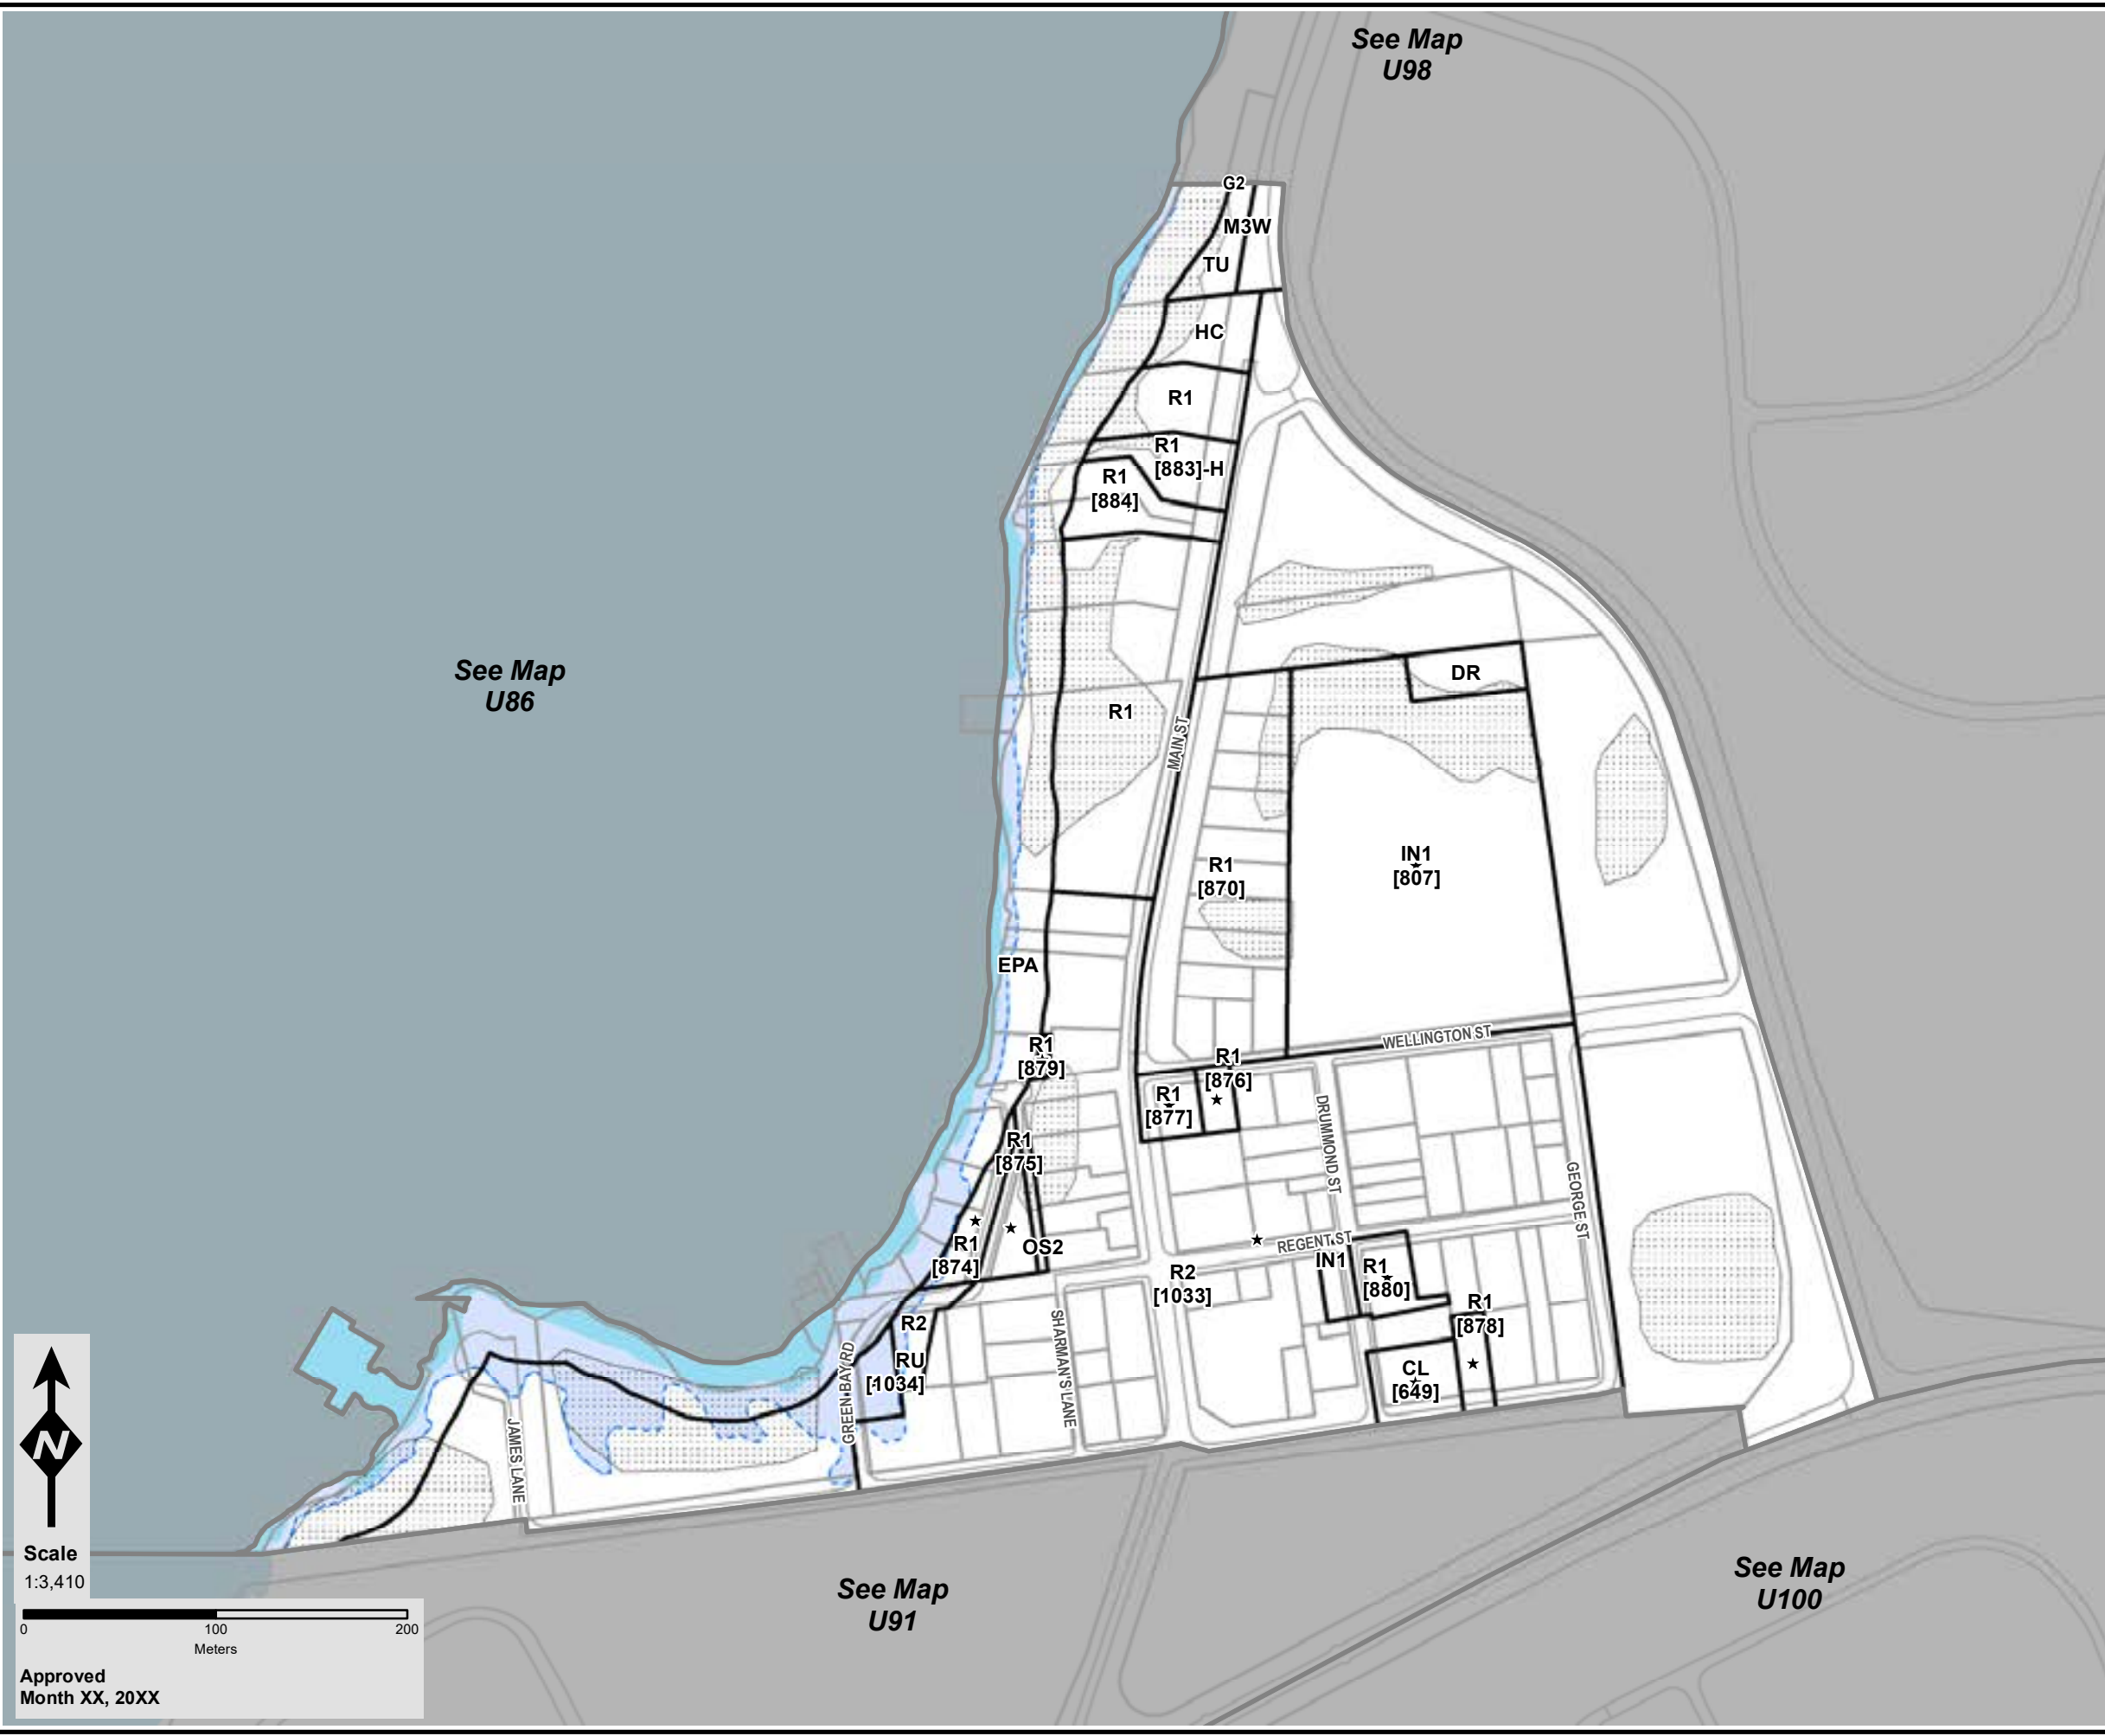 See Map
U98
G2
M3W
TU
HC
R1
R1
[883]-H
R1
[884]
See Map
U86
DR
R1
MAIN ST
IN1
[807]
R1
[870]
EPA
WELLINGTON ST
R1
[879]
R1
[876]
R1
[877]
DRUMMOND ST
R1
[875]
GEORGE ST
REGENT ST
R1
[874]
OS2
IN1
R2
[1033]
R1
[880]
R1
[878]
R2
SHARMAN'S LANE
GREEN BAY RD
RU
[1034]
CL
[649]
JAMES LANE
N
Scale
1:3,410
0 100 200
Meters
Approved
Month XX, 20XX
See Map
U91
See Map
U100